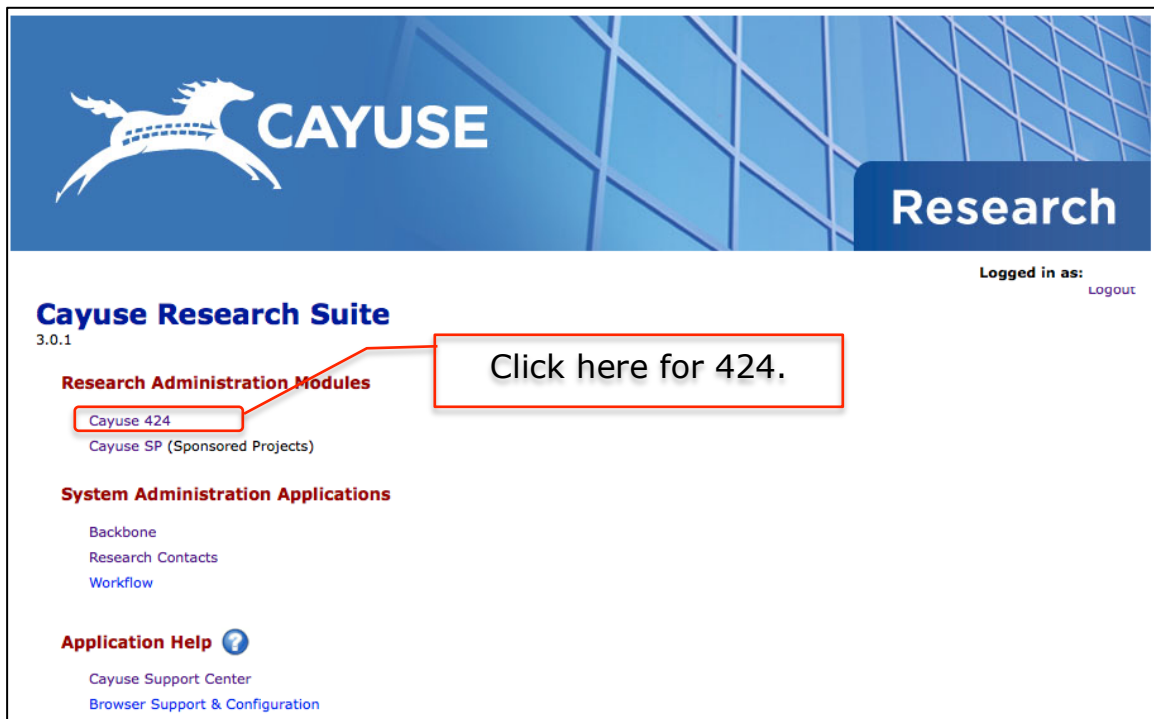 CAYUSE
Research
Logged in as:
Logout
Cayuse Research Suite
3.0.1
Click here for 424.
Research Administration Modules
Cayuse 424
Cayuse SP (Sponsored Projects)
System Administration Applications
Backbone
Research Contacts
Workflow
Application Help ?
Cayuse Support Center
Browser Support & Configuration